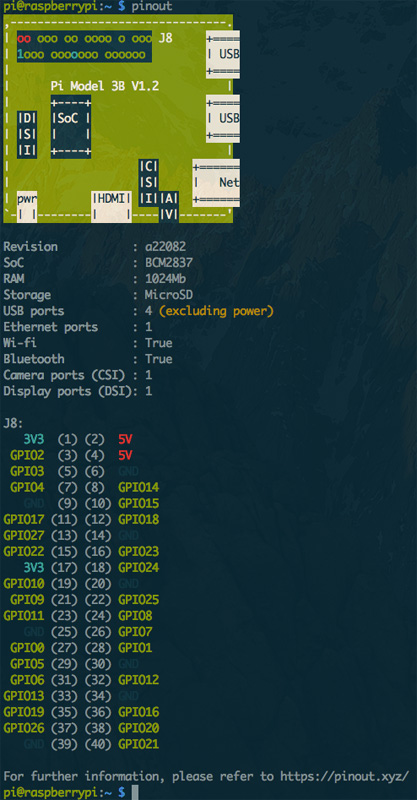 pi@raspberrypi:~ $ pinout
,--------------------------------.
| oo ooo oo oooo o ooo J8     +====
| 1ooo ooooooo oooooo         | USB
|                             +====
|      Pi Model 3B V1.2          |
|      +----+                 +====
| |D|  |SoC |                 | USB
| |S|  |    |                 +====
| |I|  +----+                    |
|                   |C|     +======
|                   |S|     |   Net
| pwr        |HDMI| |I||A|  +======
`-| |--------|    |----|V|-------'
Revision : a22082
SoC : BCM2837
RAM : 1024Mb
Storage : MicroSD
USB ports : 4 (excluding power)
Ethernet ports : 1
Wi-fi : True
Bluetooth : True
Camera ports (CSI) : 1
Display ports (DSI): 1
J8:
3V3 (1) (2) 5V
GPIO2 (3) (4) 5V
GPIO3 (5) (6) GND
GPIO4 (7) (8) GPIO14
GND (9) (10) GPIO15
GPIO17 (11) (12) GPIO18
GPIO27 (13) (14) GND
GPIO22 (15) (16) GPIO23
3V3 (17) (18) GPIO24
GPIO10 (19) (20) GND
GPIO9 (21) (22) GPIO25
GPIO11 (23) (24) GPIO8
GND (25) (26) GPIO7
GPIO0 (27) (28) GPIO1
GPIO5 (29) (30) GND
GPIO6 (31) (32) GPIO12
GPIO13 (33) (34) GND
GPIO19 (35) (36) GPIO16
GPIO26 (37) (38) GPIO20
GND (39) (40) GPIO21
For further information, please refer to https://pinout.xyz/
pi@raspberrypi:~ $